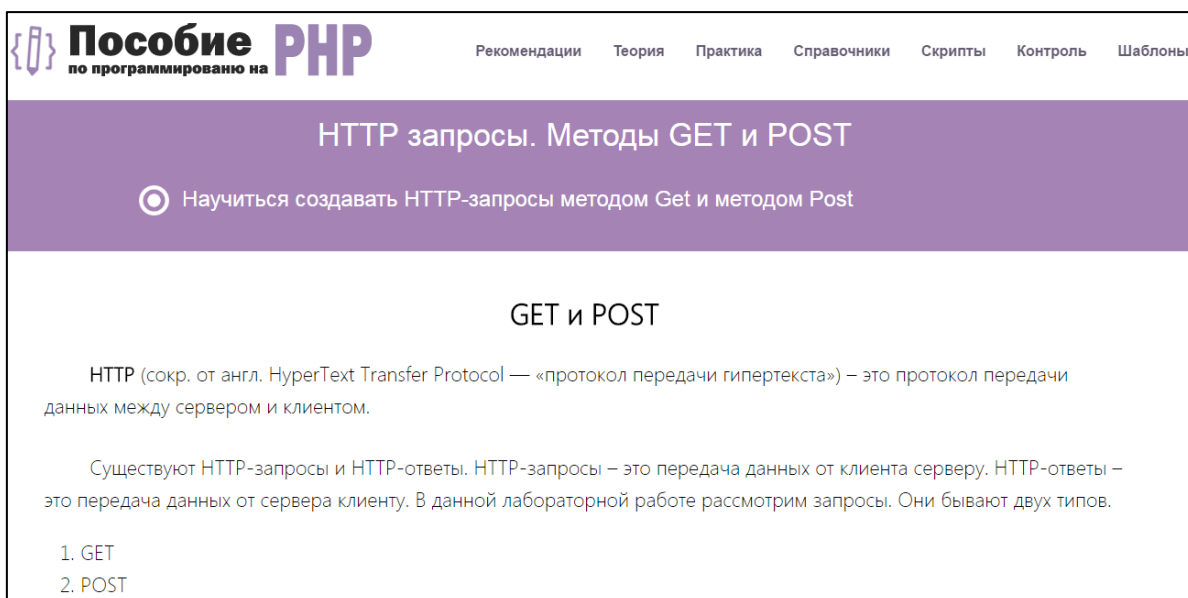 Пособие PHP
по программированю на
Рекомендации Теория Практика Справочники Скрипты Контроль Шаблоны
HTTP запросы. Методы GET и POST
Научиться создавать HTTP-запросы методом Get и методом Post
GET и POST
HTTP (сокр. от англ. HyperText Transfer Protocol — «протокол передачи гипертекста») – это протокол передачи
данных между сервером и клиентом.
Существуют HTTP-запросы и HTTP-ответы. HTTP-запросы – это передача данных от клиента серверу. HTTP-ответы –
это передача данных от сервера клиенту. В данной лабораторной работе рассмотрим запросы. Они бывают двух типов.
1. GET
2. POST